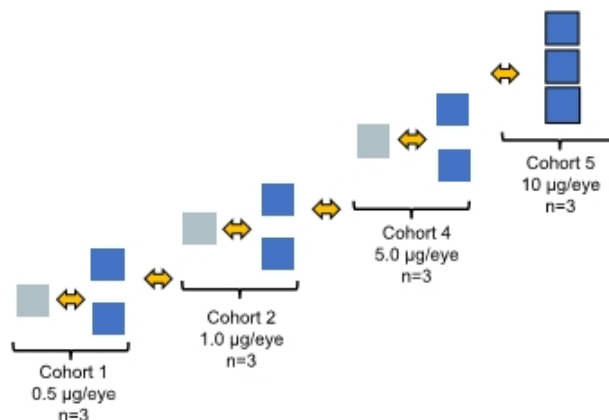 Cohort 5
10 µg/eye
n=3
Cohort 4
5.0 µg/eye
n=3
Cohort 2
1.0 µg/eye
n=3
Cohort 1
0.5 µg/eye
n=3